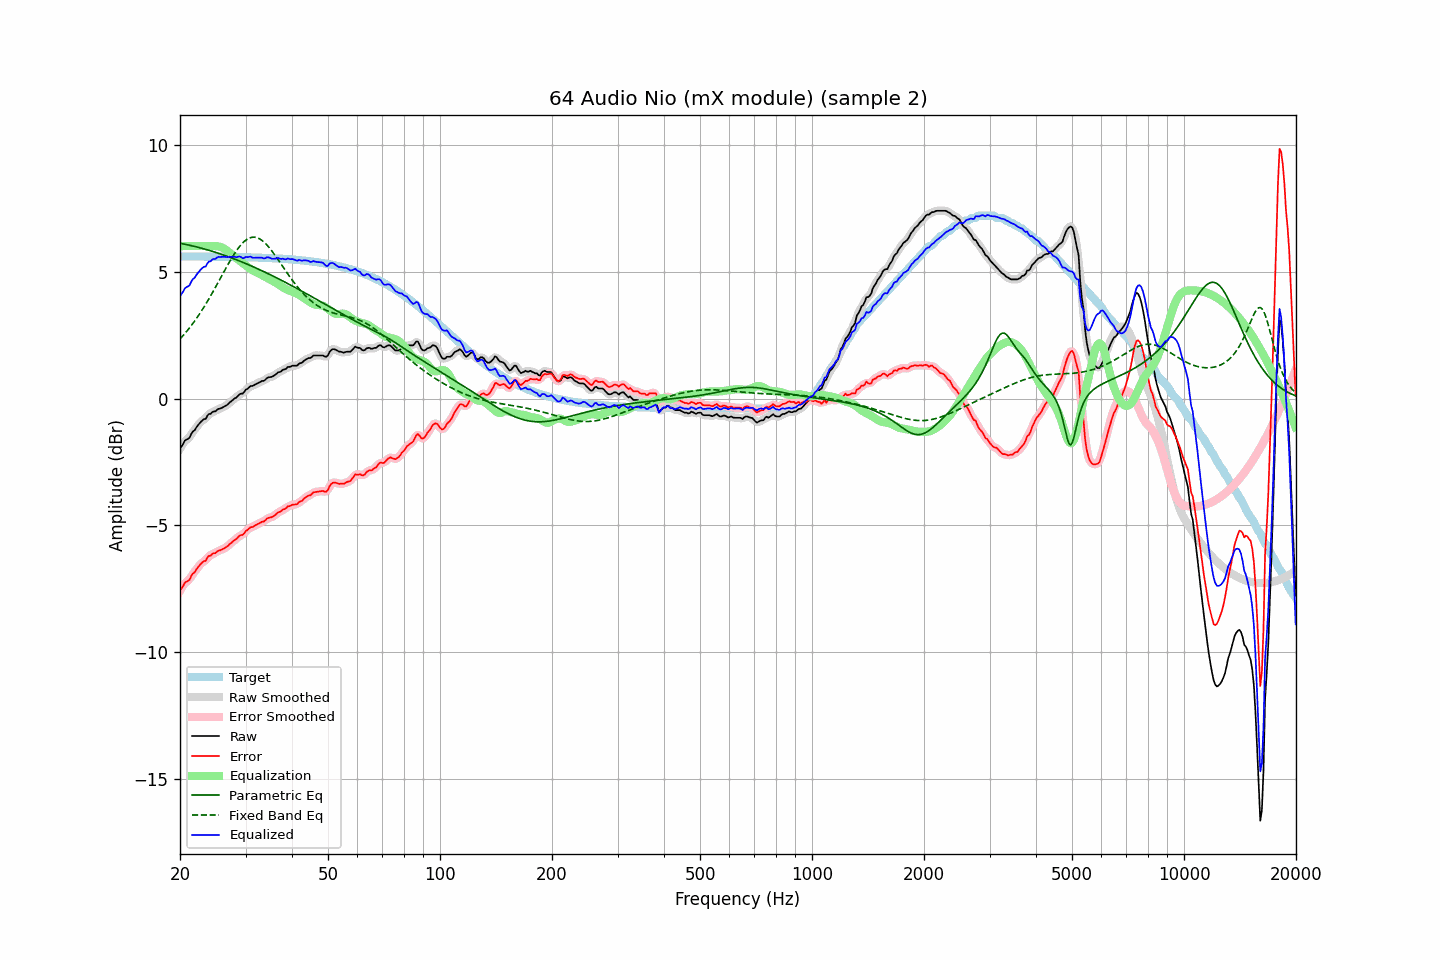 64 Audio Nio (mX module) (sample 2)
10
5
0
−5
−10
−15
Amplitude (dBr)
Target
Raw Smoothed
Error Smoothed
Raw
Error
Equalization
Parametric Eq
Fixed Band Eq
Equalized
20 50 100 200 500 1000 2000 5000 10000 20000
Frequency (Hz)